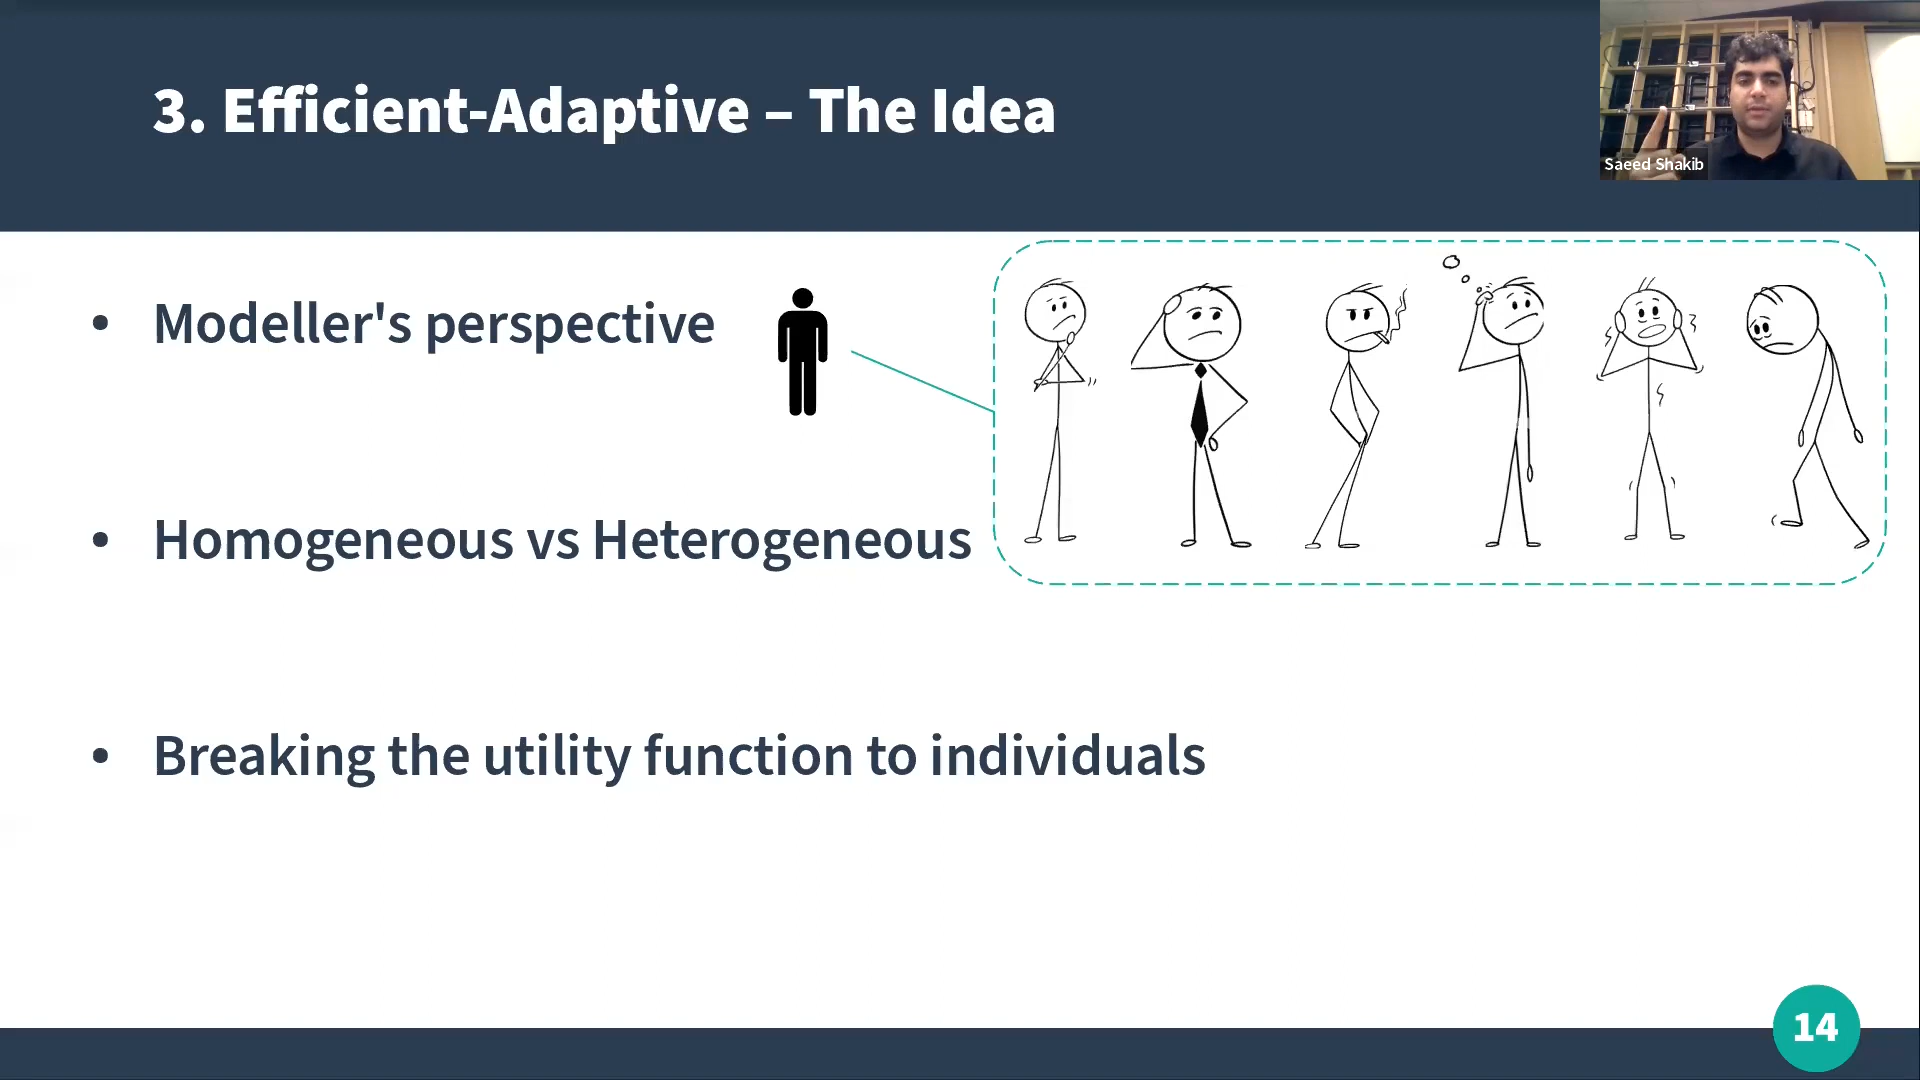 3. Efficient-Adaptive – The Idea
Saeed Shakib
• Modeller's perspective
• Homogeneous vs Heterogeneous
• Breaking the utility function to individuals
14